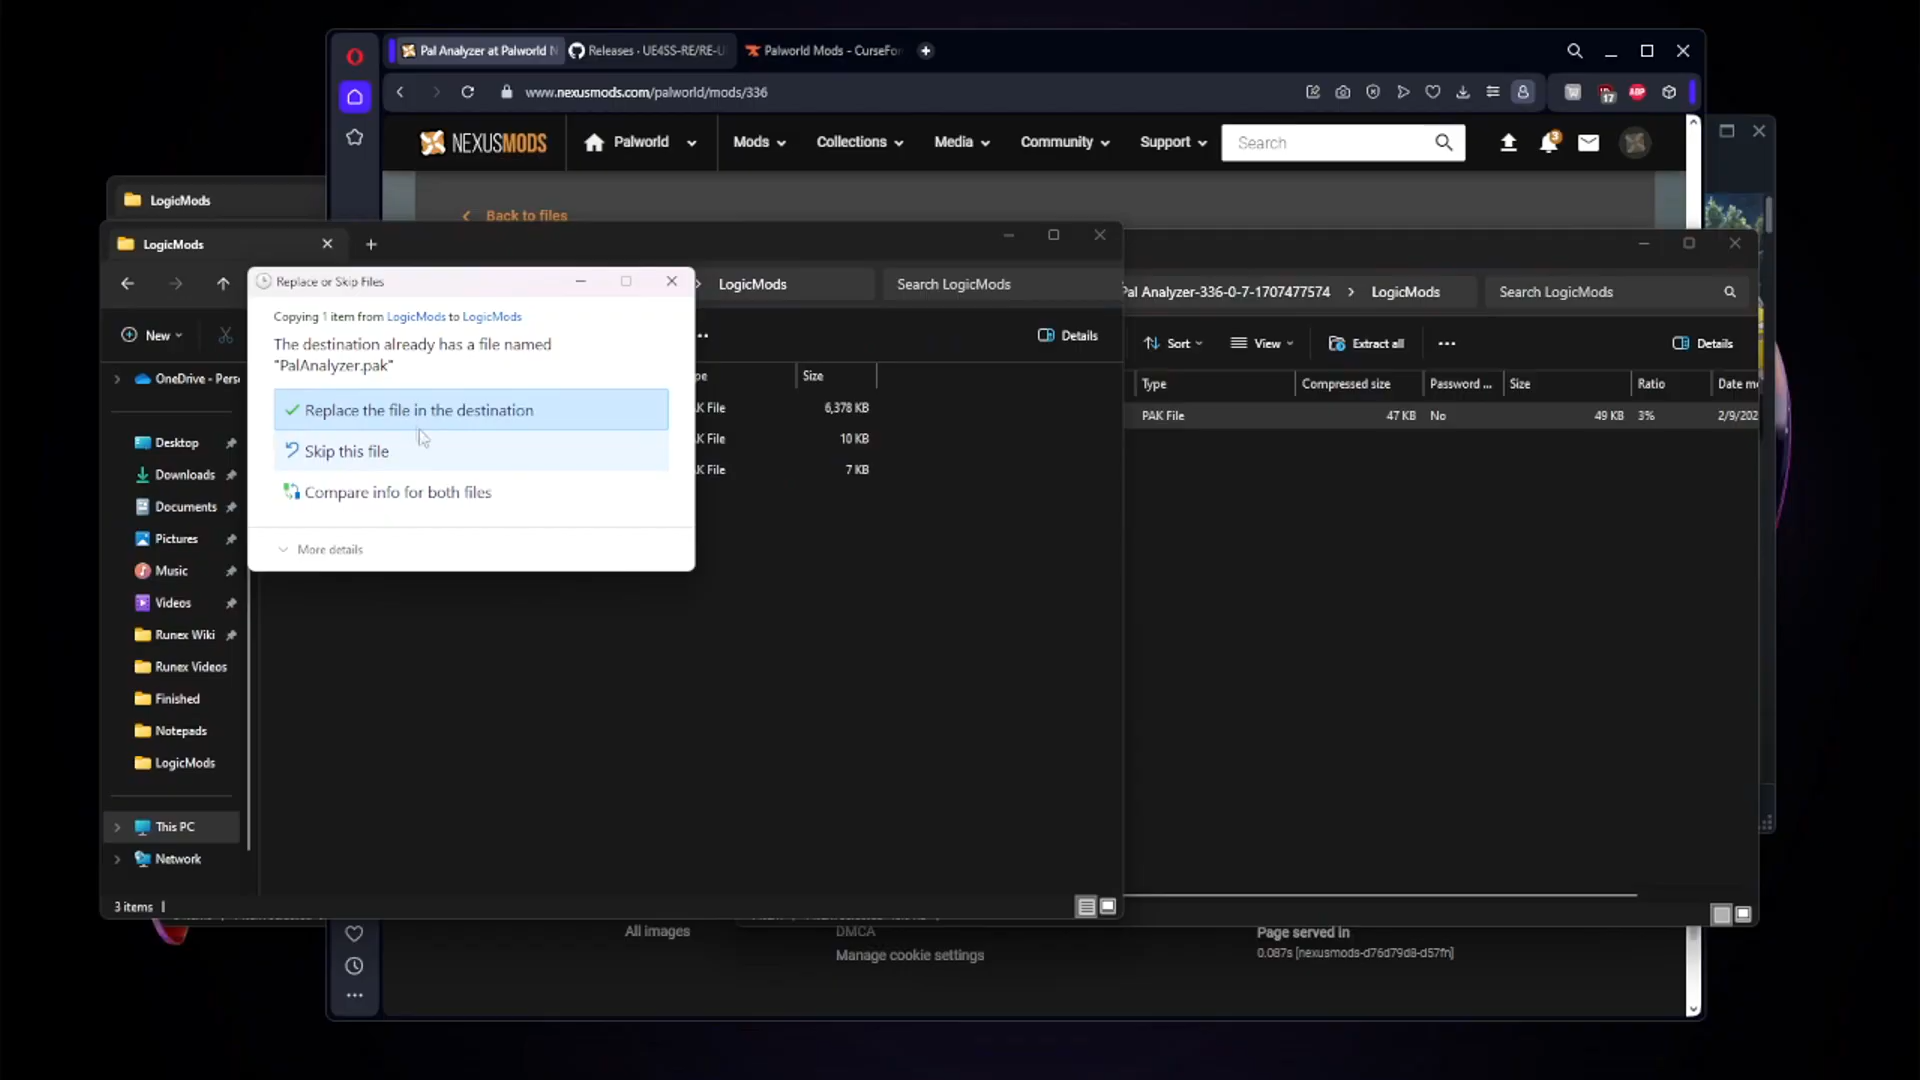 Pal Analyzer at Palworld N
Releases · UE4SS-RE/RE-U
Palworld Mods - CurseFor
www.nexusmods.com/palworld/mods/336
17
ABP
NEXUSMODS
Palworld
Mods
Collections
Media
Community
Support
Search
3
Back to files
LogicMods
LogicMods
LogicMods
Search LogicMods
New
Details
Size
6,378 KB
10 KB
7 KB
K File
K File
K File
Replace or Skip Files
Copying 1 item from LogicMods to LogicMods
The destination already has a file named
"PalAnalyzer.pak"
Replace the file in the destination
Skip this file
Compare info for both files
More details
OneDrive - Pers
Desktop
Downloads
Documents
Pictures
Music
Videos
Runex Wiki
Runex Videos
Finished
Notepads
LogicMods
This PC
Network
3 items
Pal Analyzer-336-0-7-1707477574 > LogicMods
Search LogicMods
Sort
View
Extract all
Details
Type
Compressed size
Password ...
Size
Ratio
Date mo
PAK File
47 KB
No
49 KB
3%
2/9/202
All images
DMCA
Manage cookie settings
Page served in
0.087s [nexusmods-d76d79d8-d57fn]